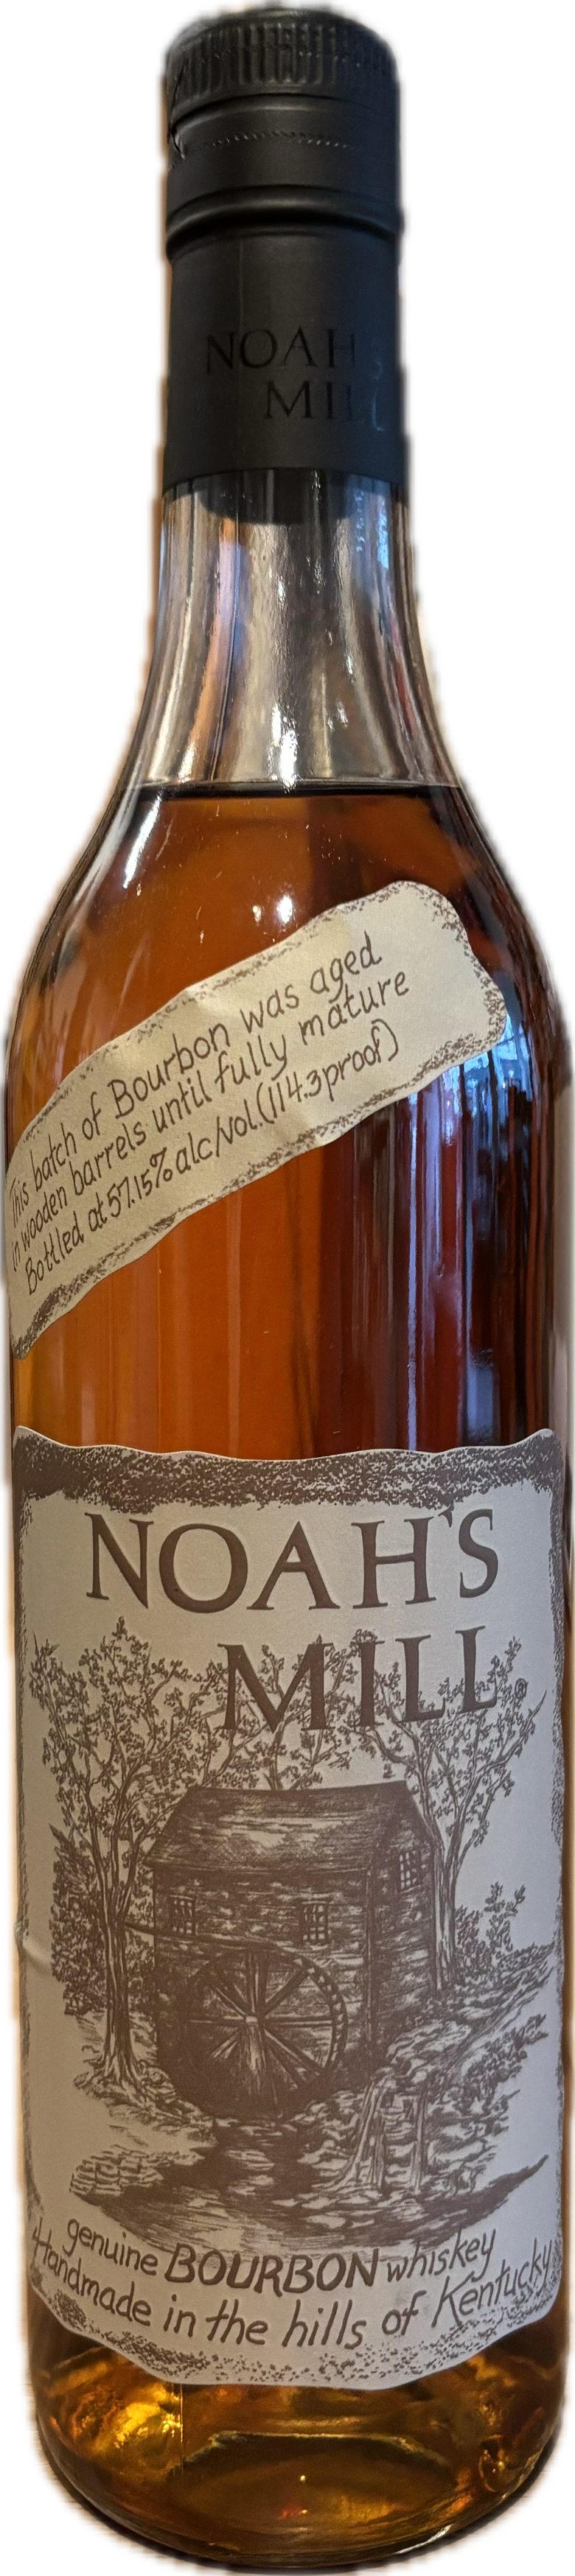 NOAH'S
MILL
This batch of Bourbon was aged
in wooden barrels until fully mature
Bottled at 57.15% alc/vol. (114.3 proof)
NOAH'S
MILL®
genuine BOURBON whiskey
Handmade in the hills of Kentucky